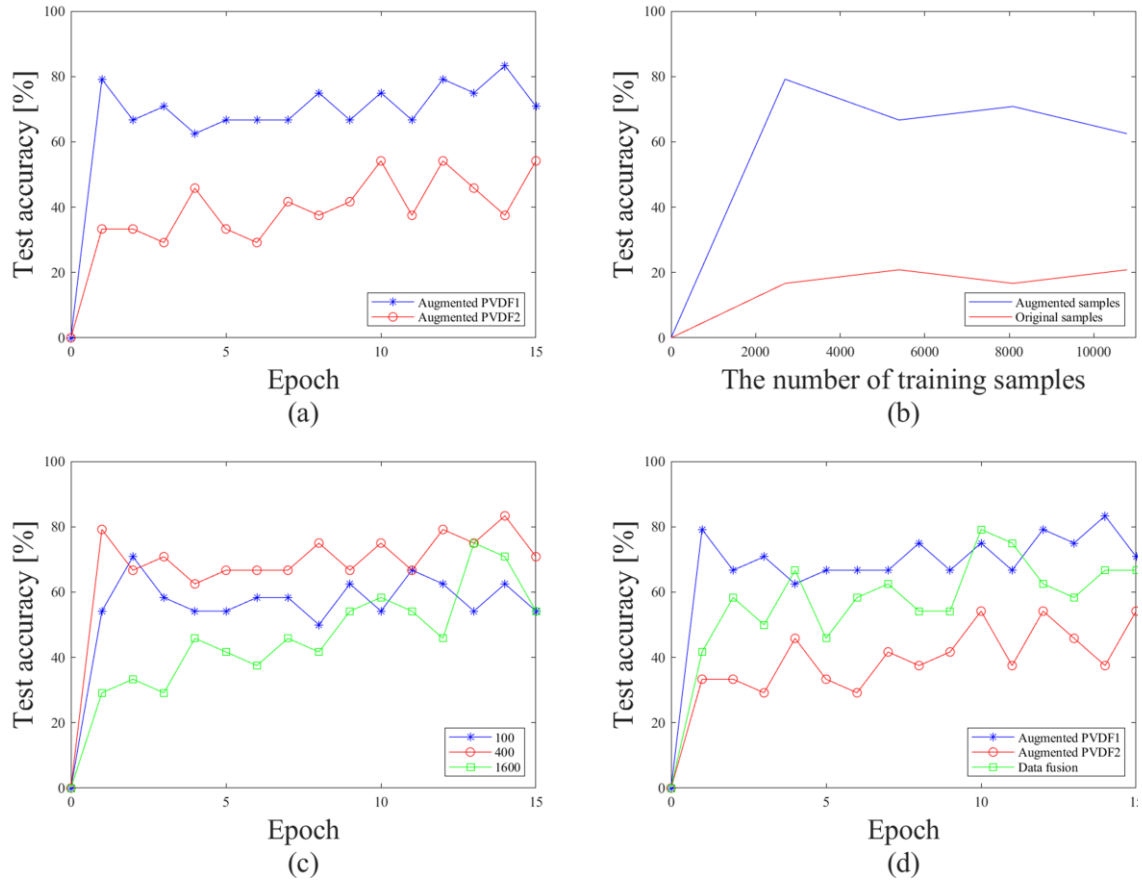 100
80
60
40
20
0
Test accuracy [%]
0 5 10 15
Epoch
Augmented PVDF1
Augmented PVDF2
(a)
100
80
60
40
20
0
Test accuracy [%]
0 2000 4000 6000 8000 10000
The number of training samples
Augmented samples
Original samples
(b)
100
80
60
40
20
0
Test accuracy [%]
0 5 10 15
Epoch
100
400
1600
(c)
100
80
60
40
20
0
Test accuracy [%]
0 5 10 15
Epoch
Augmented PVDF1
Augmented PVDF2
Data fusion
(d)